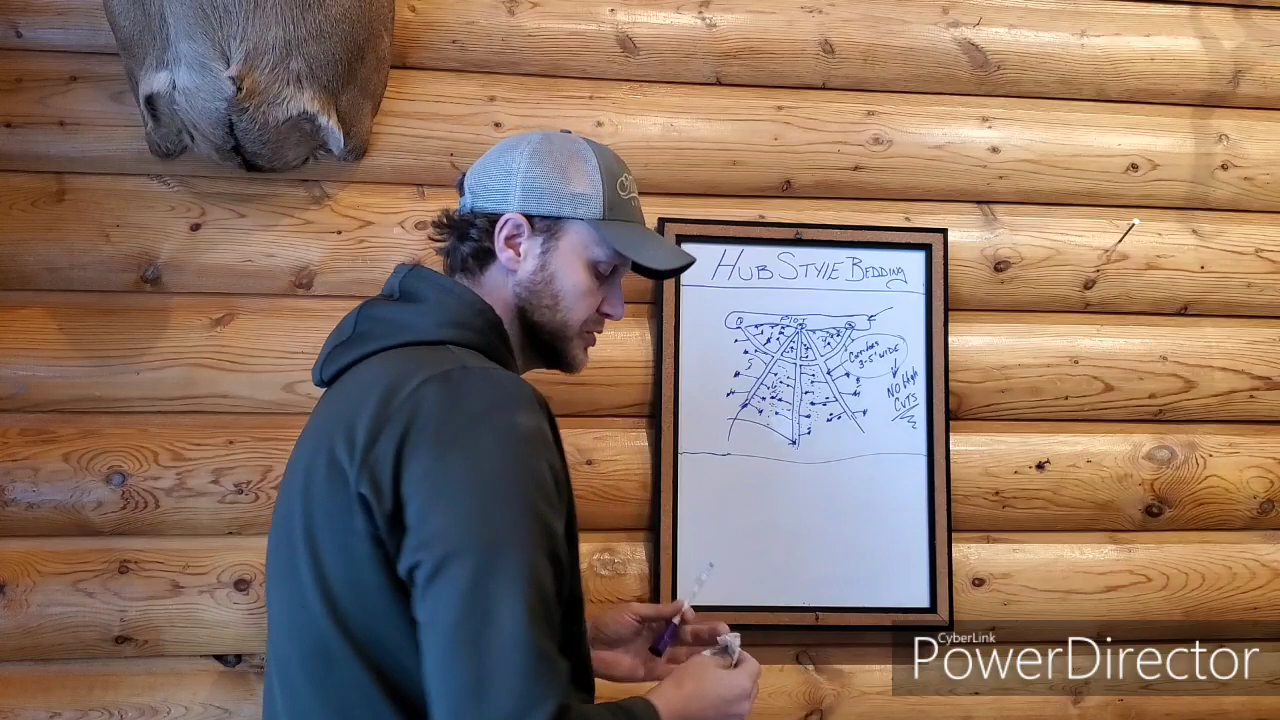 HUB STYLE BEDDING
PLOT
Corridors
3-5' WIDE
NO High
CUTS
CyberLink
PowerDirector